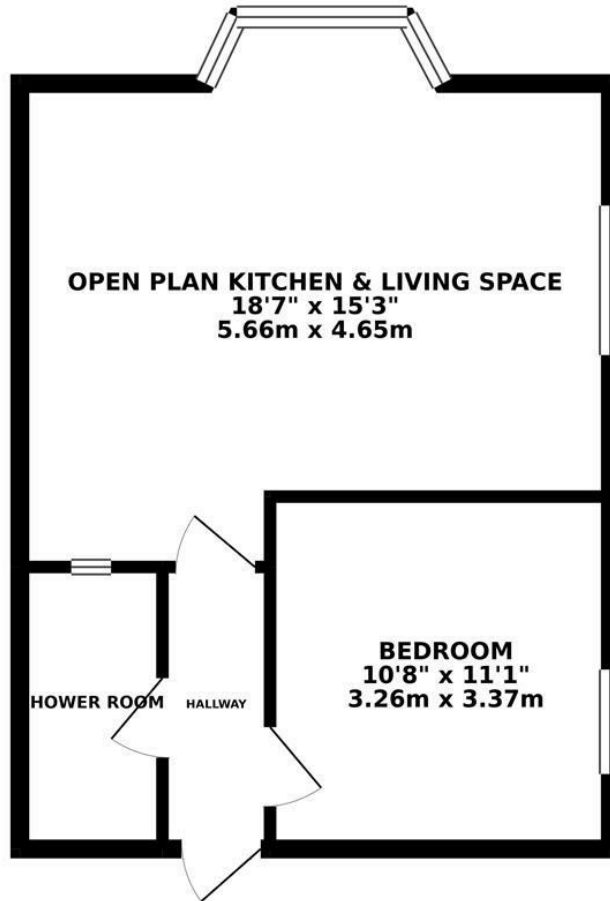 OPEN PLAN KITCHEN & LIVING SPACE
18'7" x 15'3"
5.66m x 4.65m
HOWER ROOM
HALLWAY
BEDROOM
10'8" x 11'1"
3.26m x 3.37m